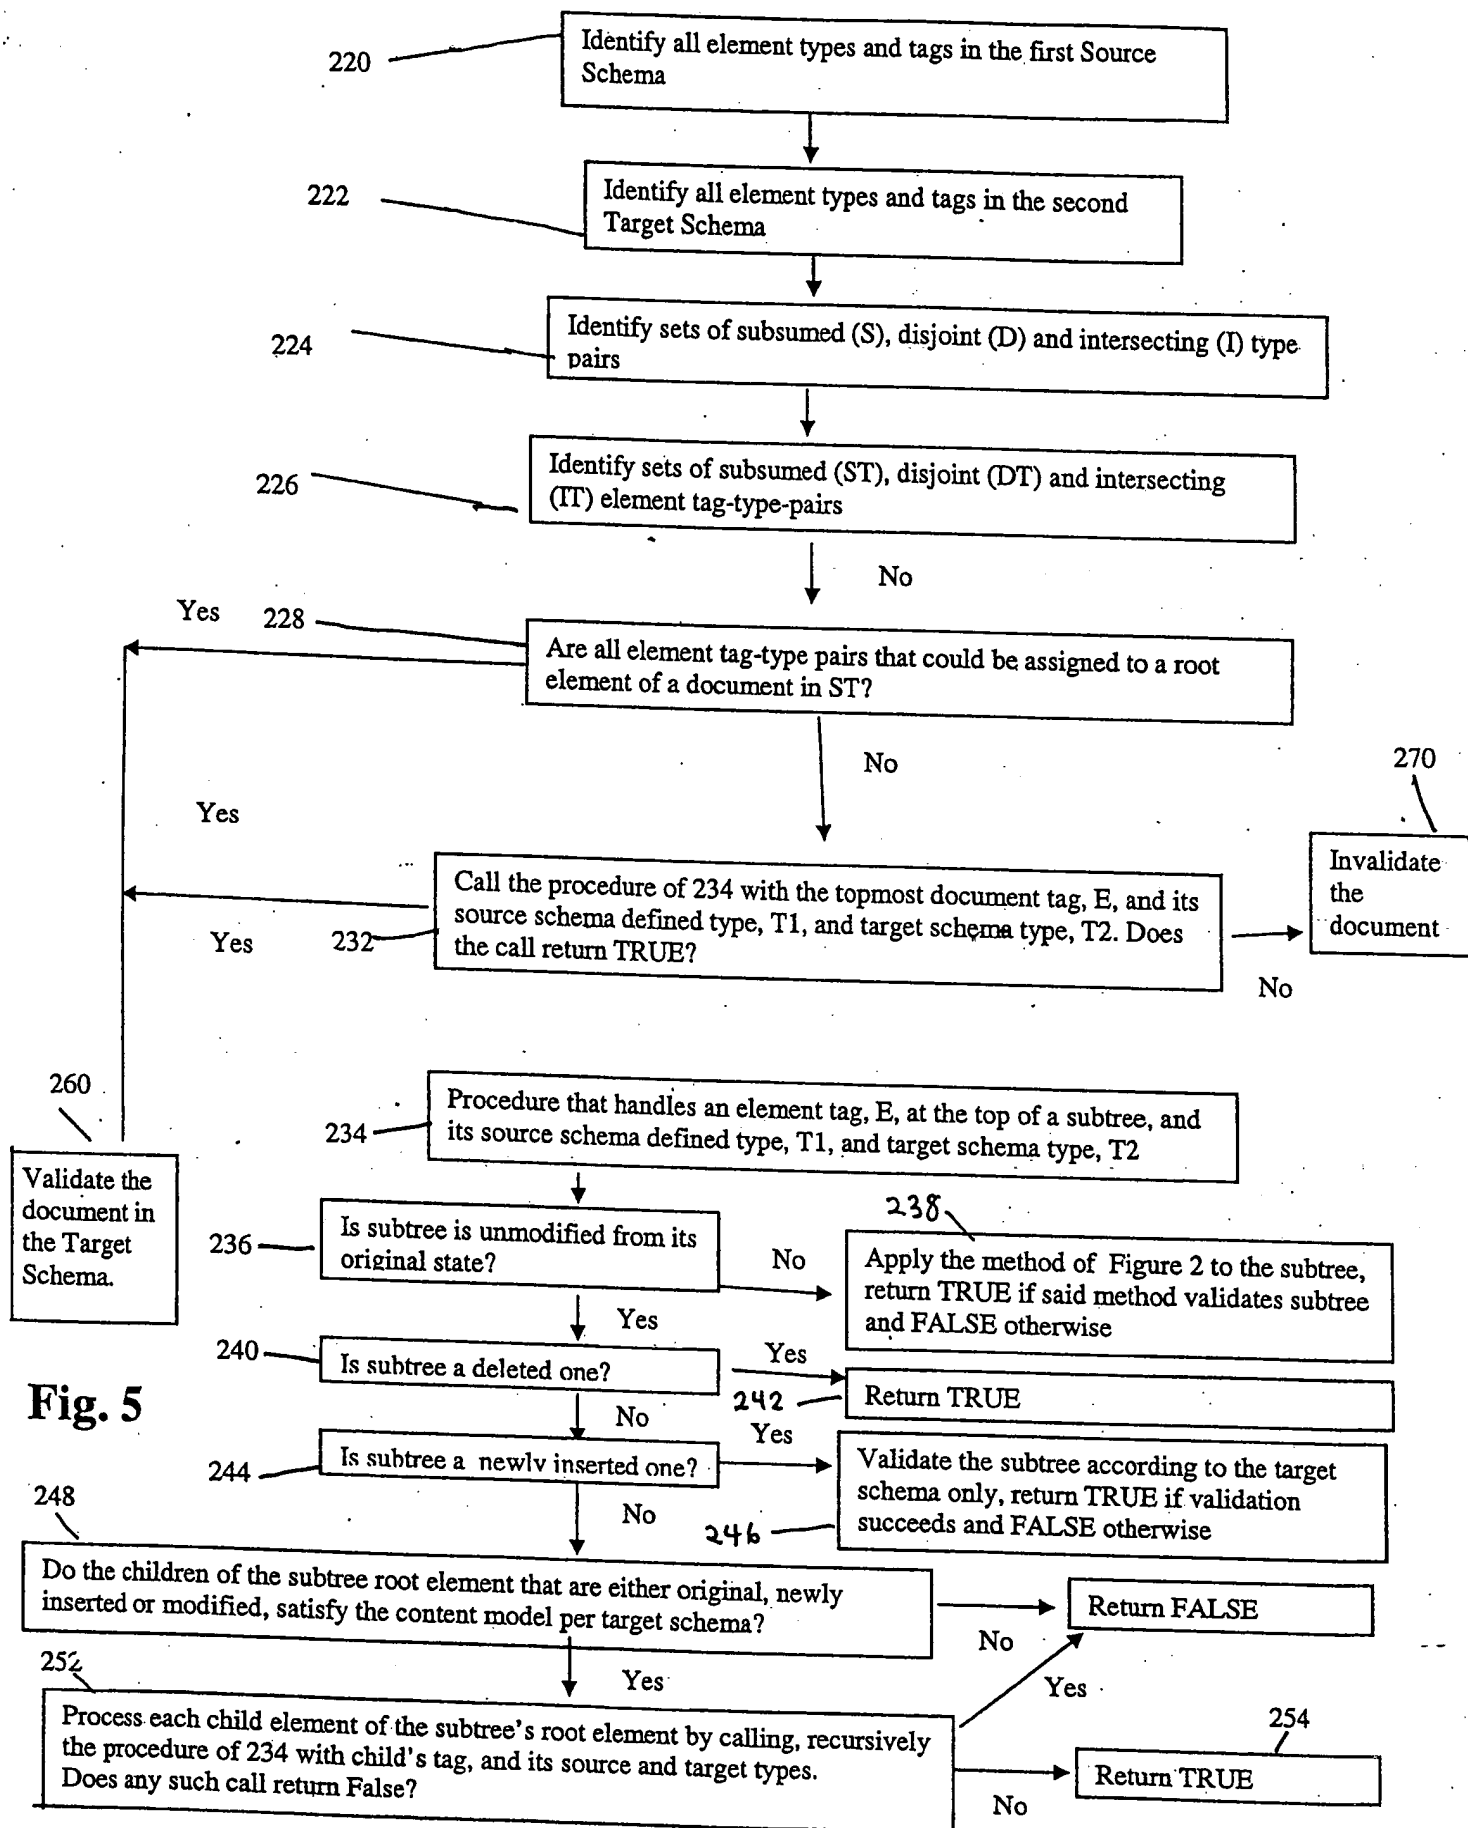 220
Identify all element types and tags in the first Source
Schema
222
Identify all element types and tags in the second
Target Schema
224
Identify sets of subsumed (S), disjoint (D) and intersecting (I) type
pairs
226
Identify sets of subsumed (ST), disjoint (DT) and intersecting
(IT) element tag-type-pairs
No
Yes
228
Are all element tag-type pairs that could be assigned to a root
element of a document in ST?
No
270
Yes
Invalidate
the
document
Call the procedure of 234 with the topmost document tag, E, and its
source schema defined type, T1, and target schema type, T2. Does
the call return TRUE?
Yes
232
No
260
Validate the
document in
the Target
Schema.
234
Procedure that handles an element tag, E, at the top of a subtree, and
its source schema defined type, T1, and target schema type, T2
236
Is subtree is unmodified from its
original state?
No
238
Apply the method of Figure 2 to the subtree,
return TRUE if said method validates subtree
and FALSE otherwise
Yes
240
Is subtree a deleted one?
Yes
242
Return TRUE
Fig. 5
No
244
Is subtree a newly inserted one?
Yes
246
Validate the subtree according to the target
schema only, return TRUE if validation
succeeds and FALSE otherwise
No
248
Do the children of the subtree root element that are either original, newly
inserted or modified, satisfy the content model per target schema?
No
Return FALSE
Yes
252
Process each child element of the subtree's root element by calling, recursively
the procedure of 234 with child's tag, and its source and target types.
Does any such call return False?
Yes
254
Return TRUE
No